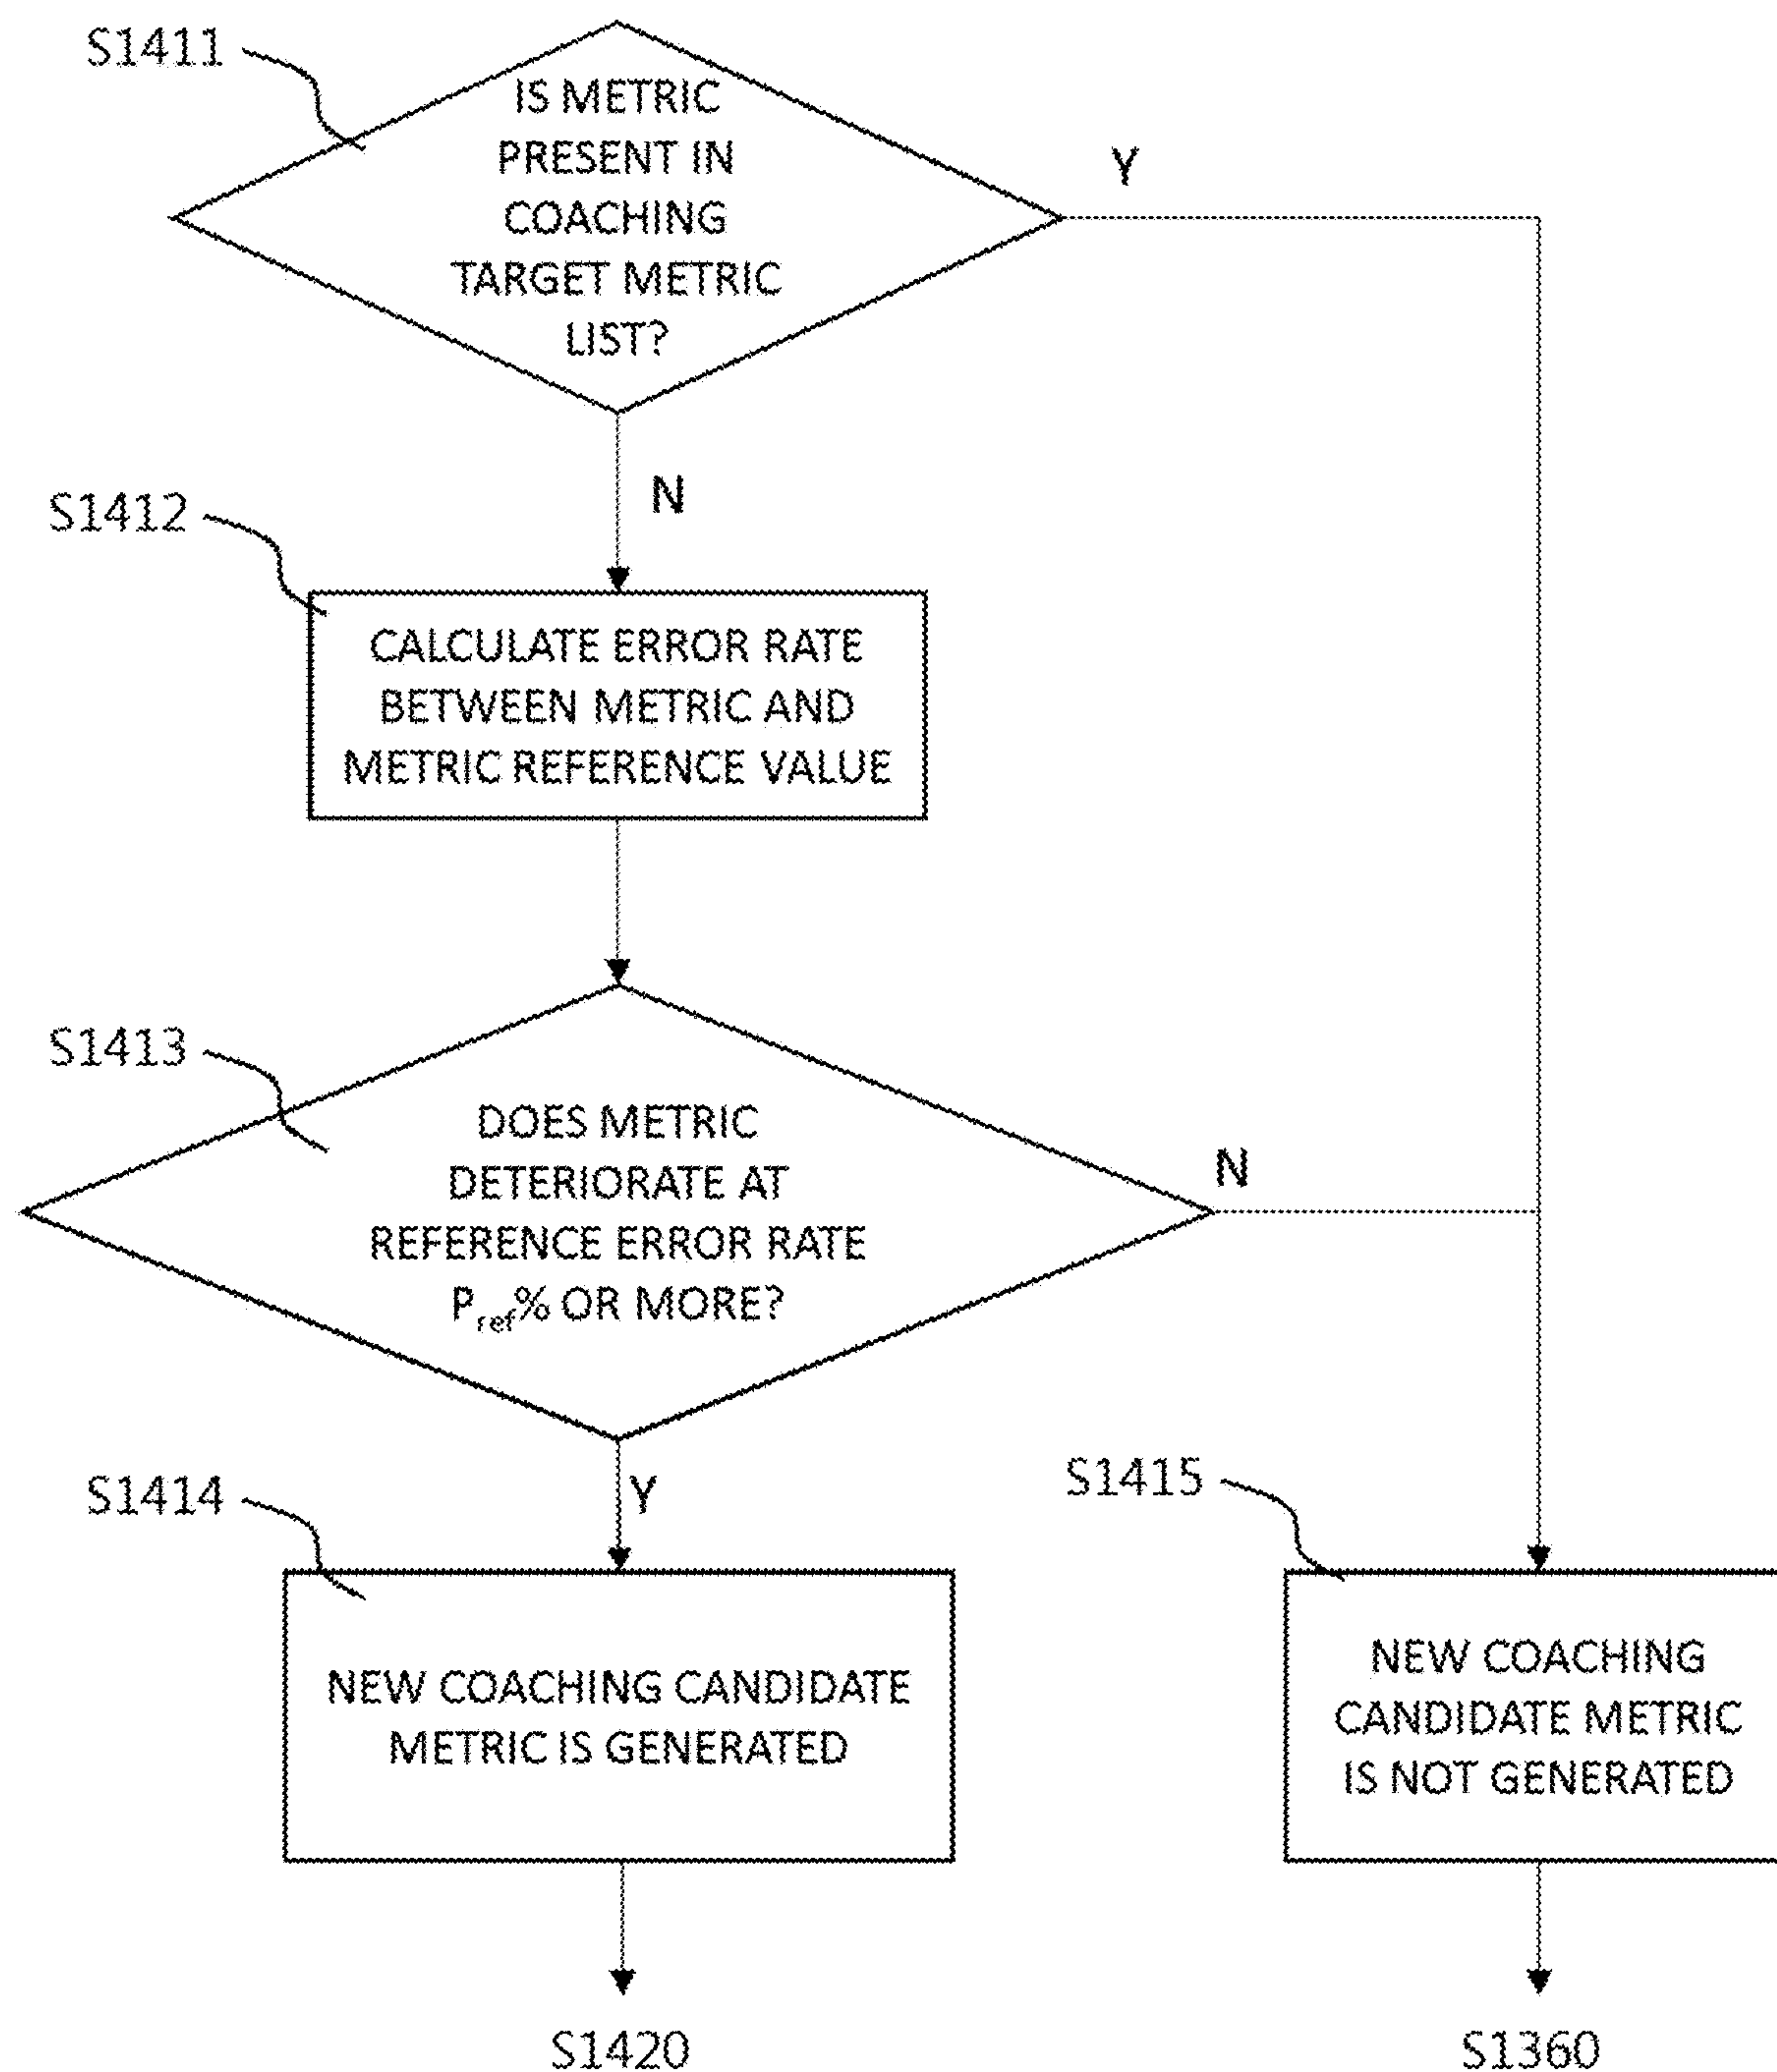 S1411
IS METRIC
PRESENT IN
COACHING
TARGET METRIC
LIST?
Y
N
S1412
CALCULATE ERROR RATE
BETWEEN METRIC AND
METRIC REFERENCE VALUE
S1413
DOES METRIC
DETERIORATE AT
REFERENCE ERROR RATE
Pref% OR MORE?
N
Y
S1414
NEW COACHING CANDIDATE
METRIC IS GENERATED
S1415
NEW COACHING
CANDIDATE METRIC
IS NOT GENERATED
S1420
S1360